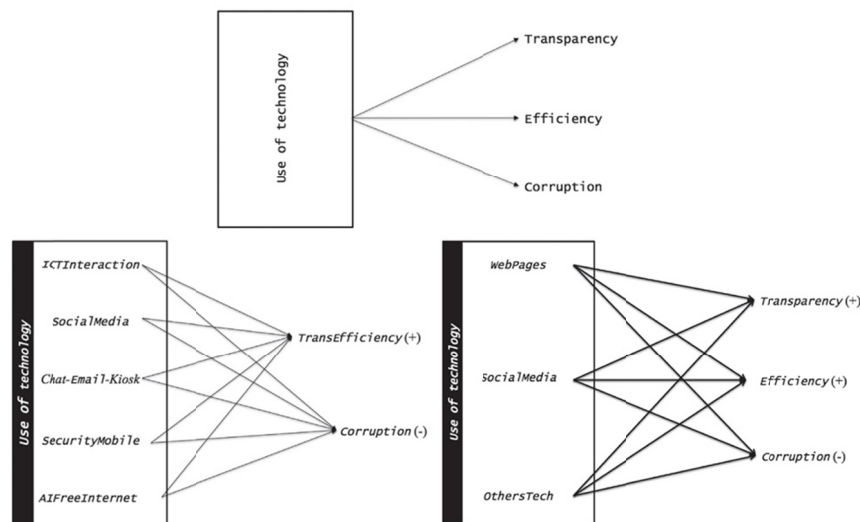 Use of technology
Transparency
Efficiency
Corruption
Use of technology
ICTInteraction
SocialMedia
Chat-Email-Kiosk
SecurityMobile
AIFreeInternet
TransEfficiency (+)
Corruption (-)
Use of technology
WebPages
SocialMedia
OthersTech
Transparency (+)
Efficiency (+)
Corruption (-)